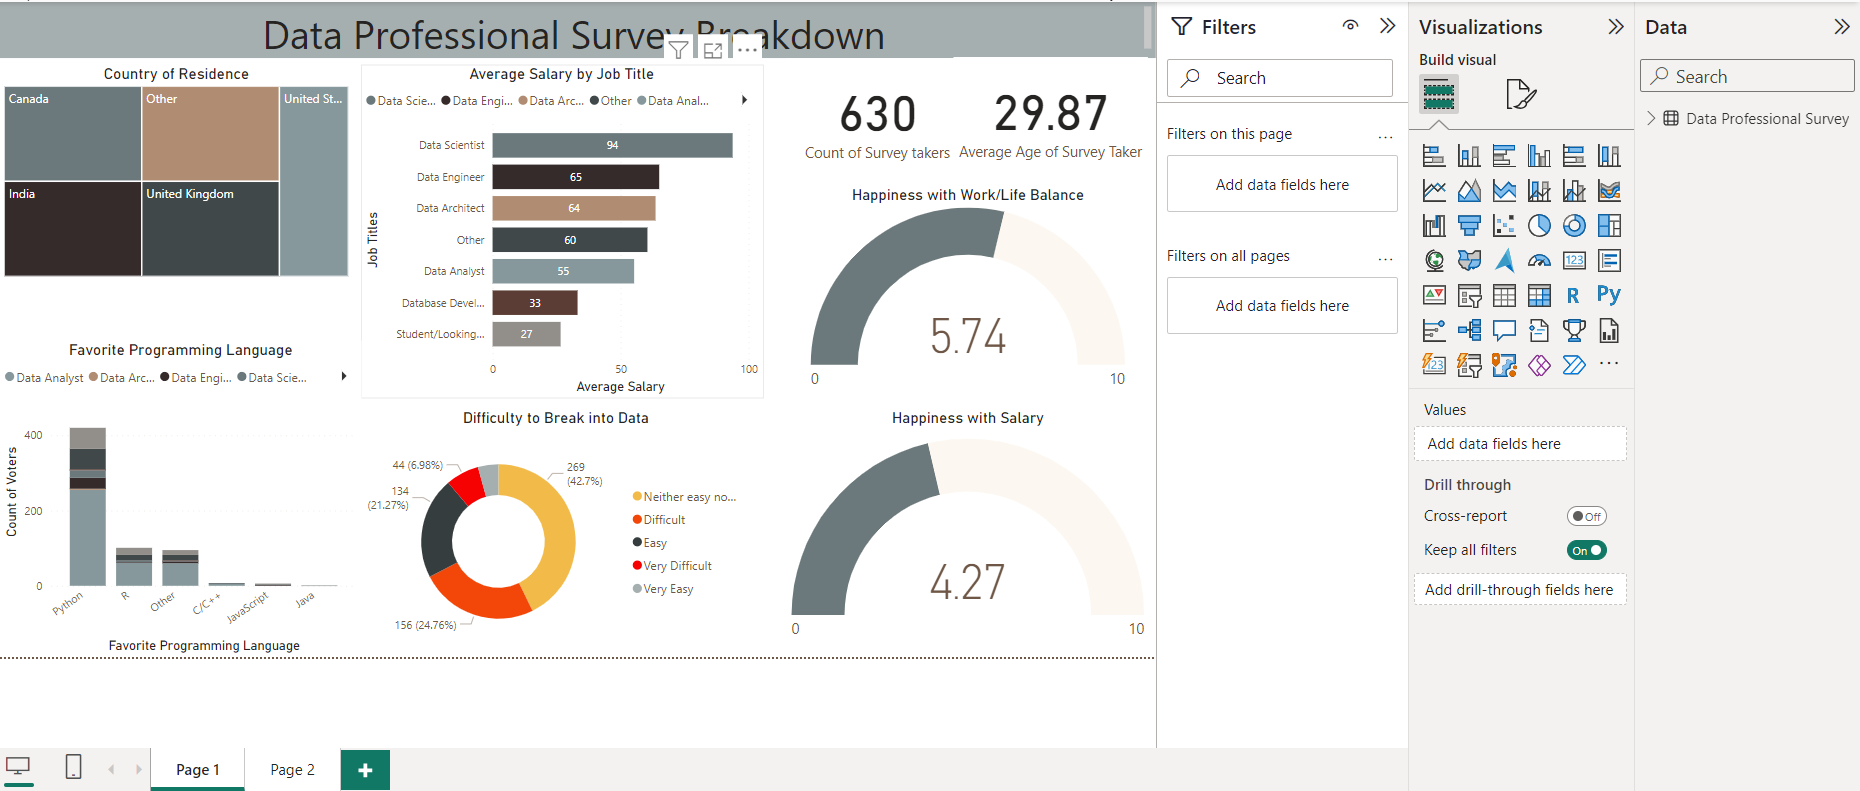 Data Professional Survey Breakdown
Country of Residence
Canada
Other
United St...
India
United Kingdom
Average Salary by Job Title
Data Scie...
Data Engi...
Data Arc...
Other
Data Anal...
Job Titles
Data Scientist
94
Data Engineer
65
Data Architect
64
Other
60
Data Analyst
55
Database Devel...
33
Student/Looking...
27
0
50
100
Average Salary
630
Count of Survey takers
29.87
Average Age of Survey Taker
Happiness with Work/Life Balance
5.74
0
10
Favorite Programming Language
Data Analyst
Data Arc...
Data Engi...
Data Scie...
Count of Voters
400
200
0
Python
R
Other
C/C++
JavaScript
Java
Favorite Programming Language
Difficulty to Break into Data
44 (6.98%)
269
(42.7%)
134
(21.27%)
156 (24.76%)
Neither easy no...
Difficult
Easy
Very Difficult
Very Easy
Happiness with Salary
4.27
0
10
Page 1
Page 2
+
Filters
Search
Filters on this page
...
Add data fields here
Filters on all pages
...
Add data fields here
Visualizations
Build visual
123
R
Py
123
...
Values
Add data fields here
Drill through
Cross-report
Off
Keep all filters
On
Add drill-through fields here
Data
Search
Data Professional Survey